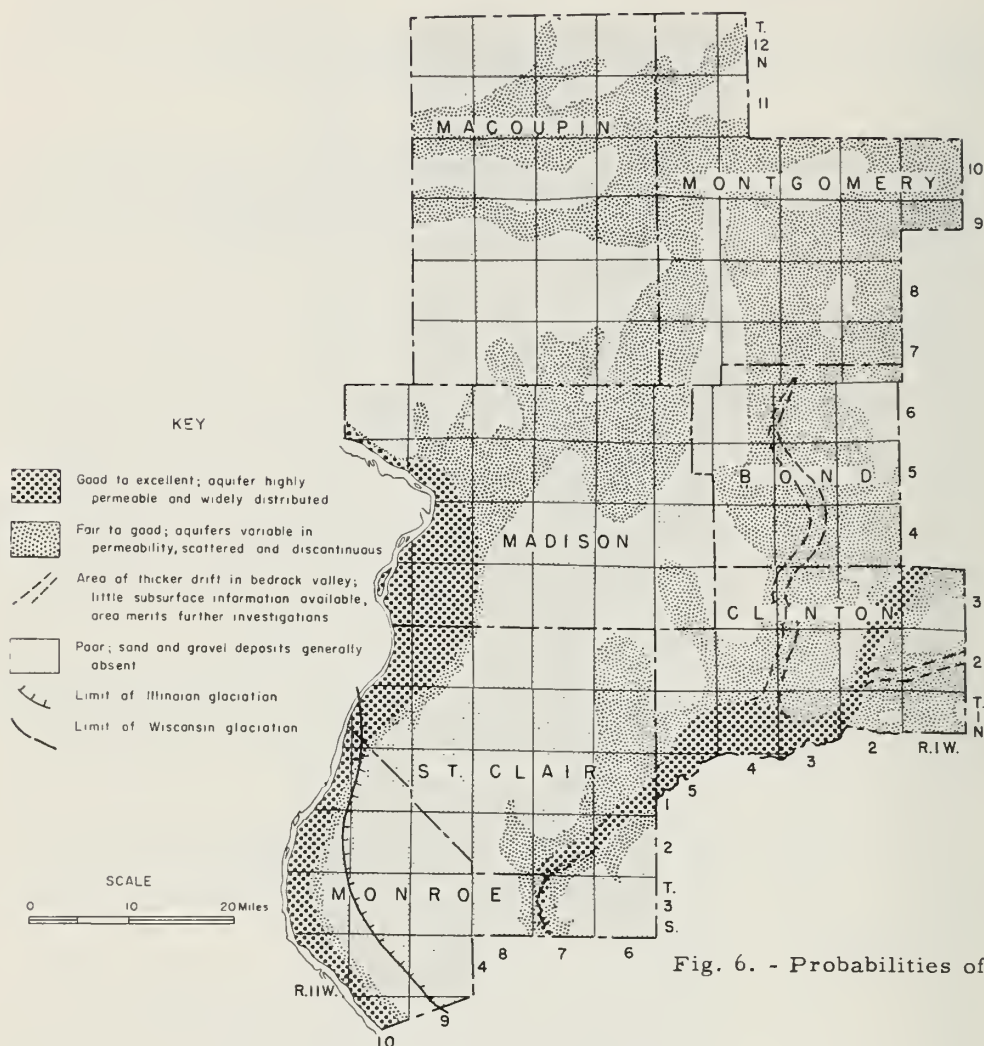 T.
12
N
11
MACOUPIN
MONTGOMERY
10
9
8
7
6
5
4
3
2
T.
1
N
BOND
MADISON
CLINTON
KEY
Good to excellent; aquifer highly
permeable and widely distributed
Fair to good; aquifers variable in
permeability, scattered and discontinuous
Area of thicker drift in bedrock valley;
little subsurface information available,
area merits further investigations
Poor; sand and gravel deposits generally
absent
Limit of Illinoian glaciation
Limit of Wisconsin glaciation
R.1W.
2
3
4
5
ST. CLAIR
1
2
T.
3
S.
MONROE
SCALE
0 10 20 Miles
8
7
6
4
R.11W.
9
10
Fig. 6. - Probabilities of